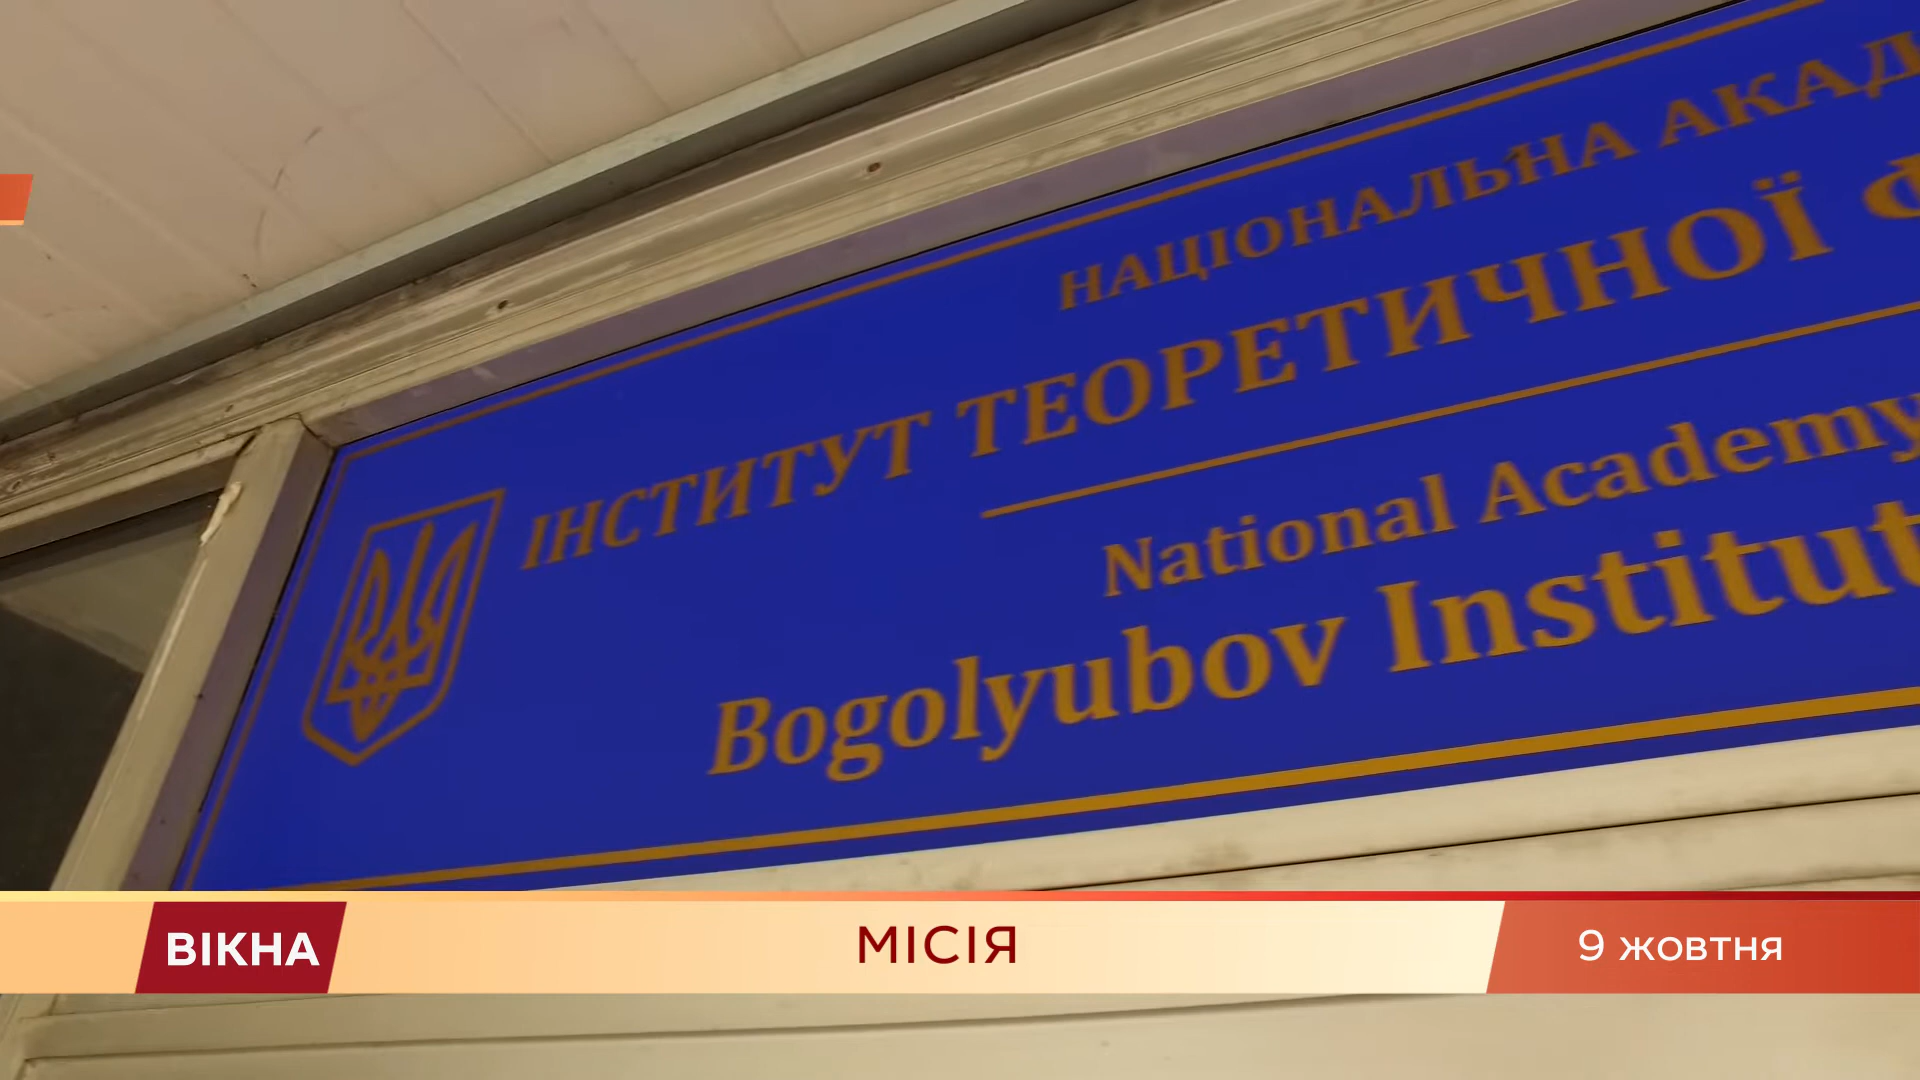 НАЦІОНАЛЬНА АКАД
ІНСТИТУТ ТЕОРЕТИЧНОЇ Ф
National Academy
Bogolyubov Institut
ВІКНА
МІСІЯ
9 жовтня